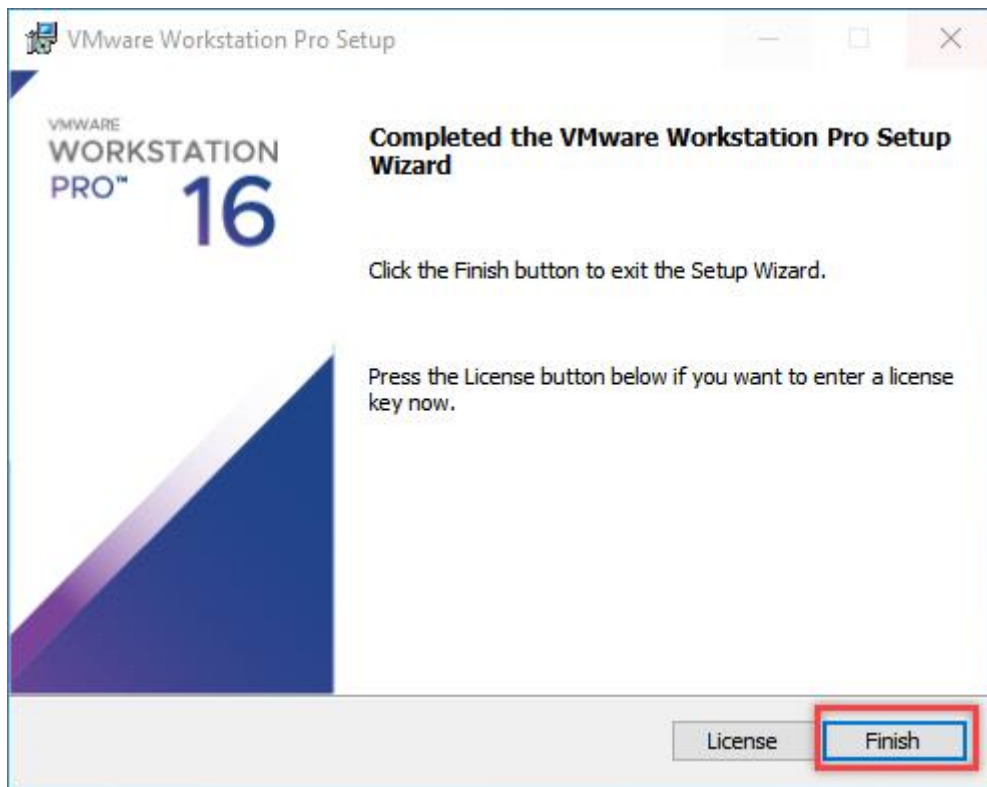 VMware Workstation Pro Setup
VMWARE
WORKSTATION
PRO™
16
Completed the VMware Workstation Pro Setup
Wizard
Click the Finish button to exit the Setup Wizard.
Press the License button below if you want to enter a license
key now.
License
Finish